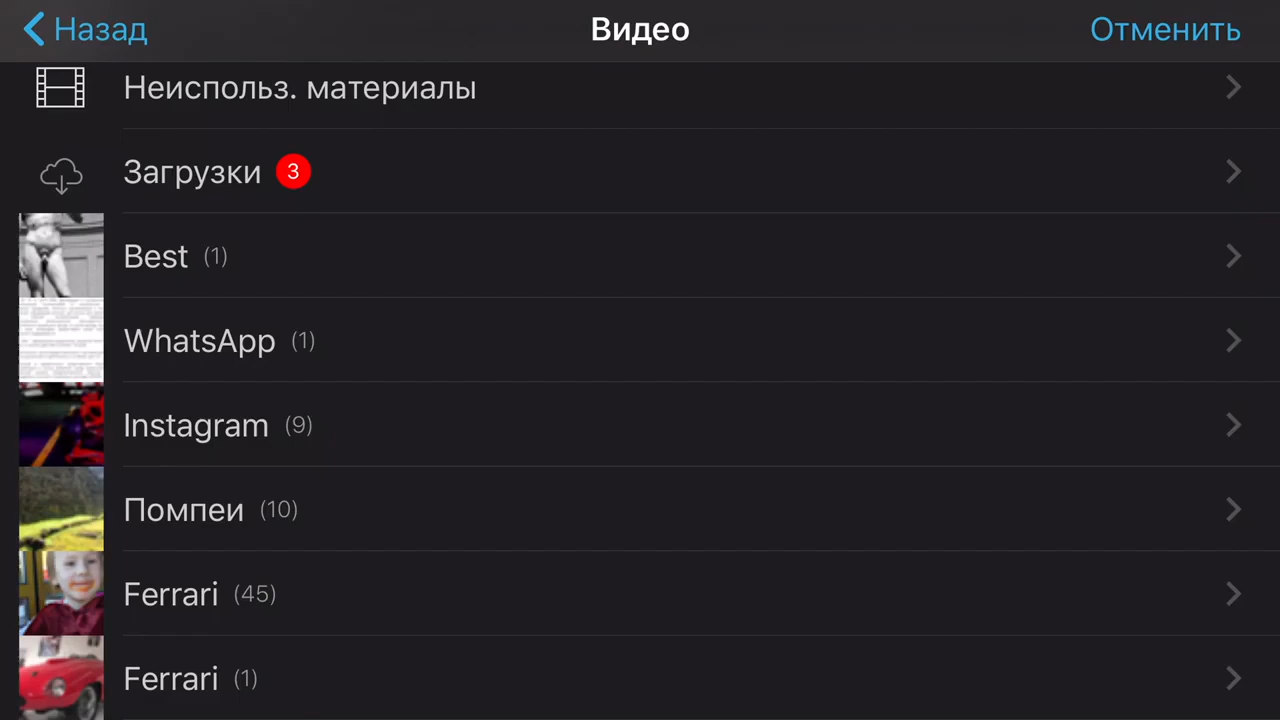 Назад
Видео
Отменить
Неиспольз. материалы
Загрузки 3
Best (1)
WhatsApp (1)
Instagram (9)
Помпеи (10)
Ferrari (45)
Ferrari (1)